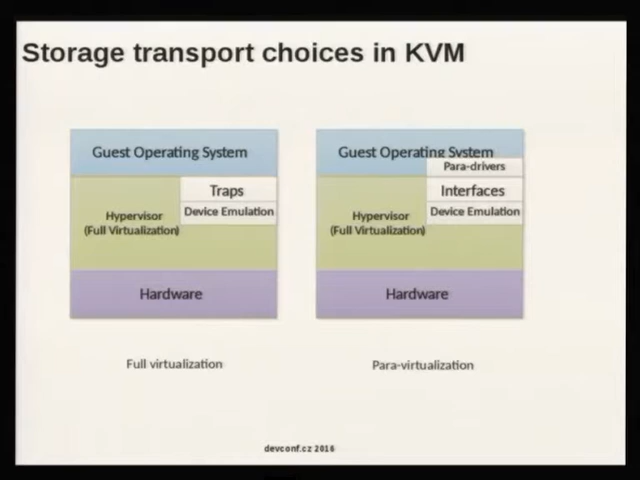 Storage transport choices in KVM
Guest Operating System
Traps
Device Emulation
Hypervisor
(Full Virtualization)
Hardware
Full virtualization
Guest Operating System
Para-drivers
Interfaces
Device Emulation
Hypervisor
(Full Virtualization)
Hardware
Para-virtualization
devconf.cz 2016